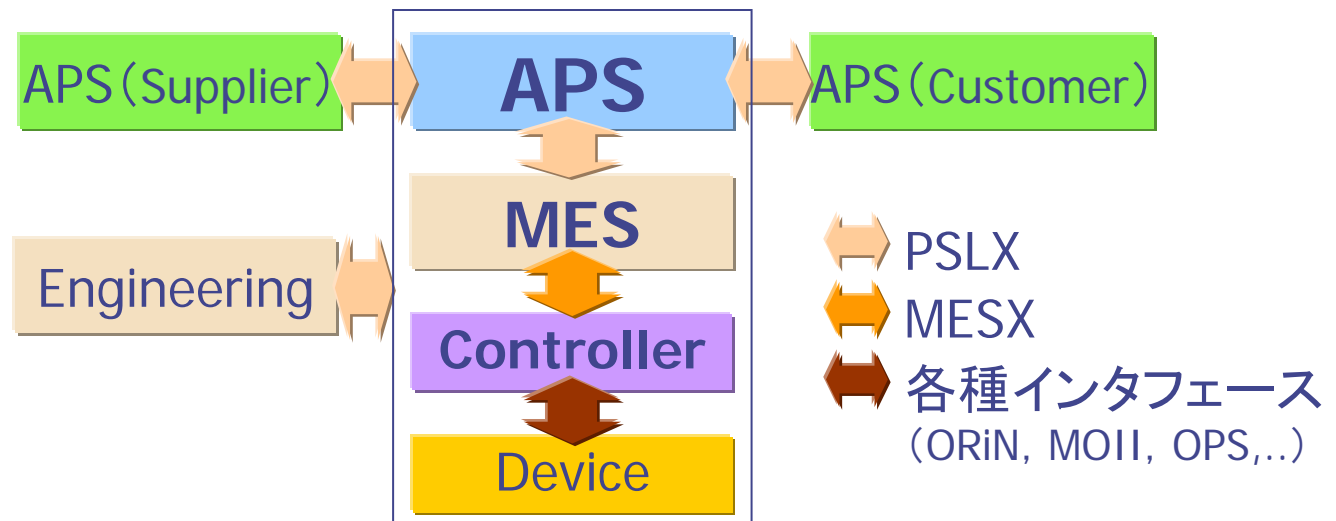 APS（Supplier）
APS
APS（Customer）
MES
Engineering
Controller
Device
PSLX
MESX
各種インタフェース
（ORiN, MOII, OPS,..）